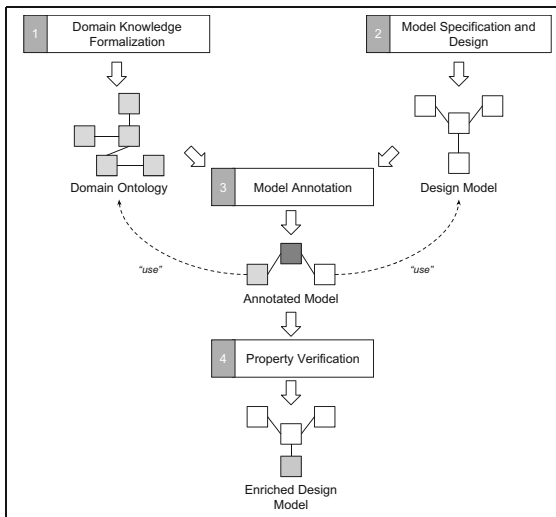 1
Domain Knowledge
Formalization
2
Model Specification and
Design
Domain Ontology
3
Model Annotation
Design Model
"use"
"use"
Annotated Model
4
Property Verification
Enriched Design
Model